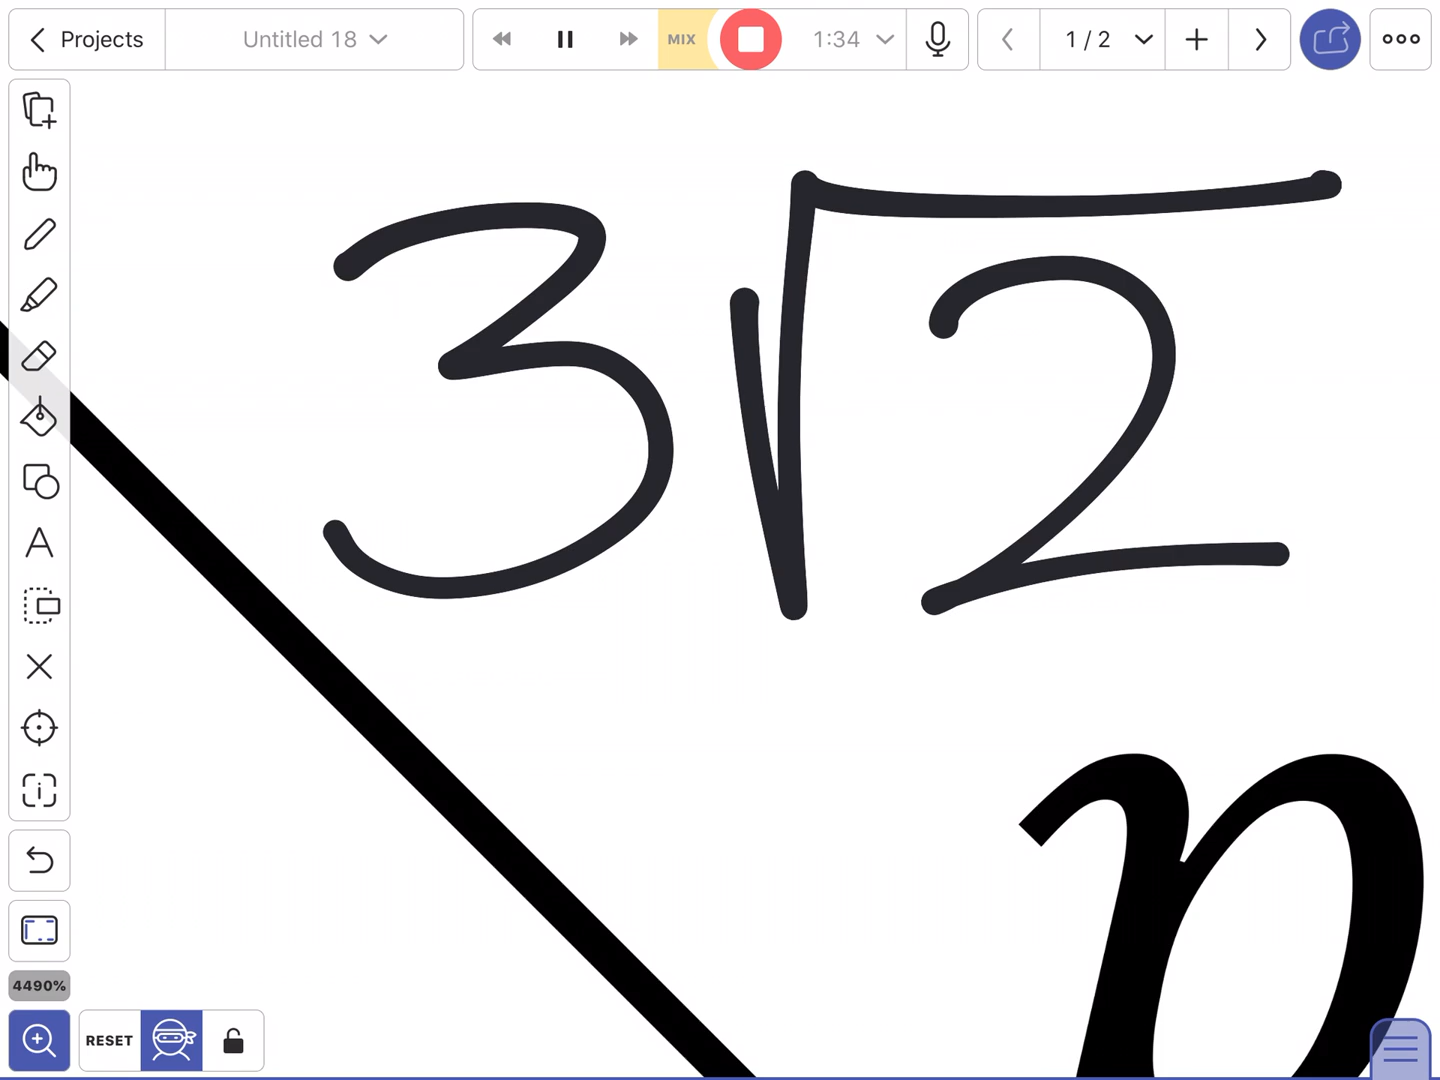 Projects
Untitled 18
MIX
1:34
1 / 2
3√2
n
A
i
4490%
RESET